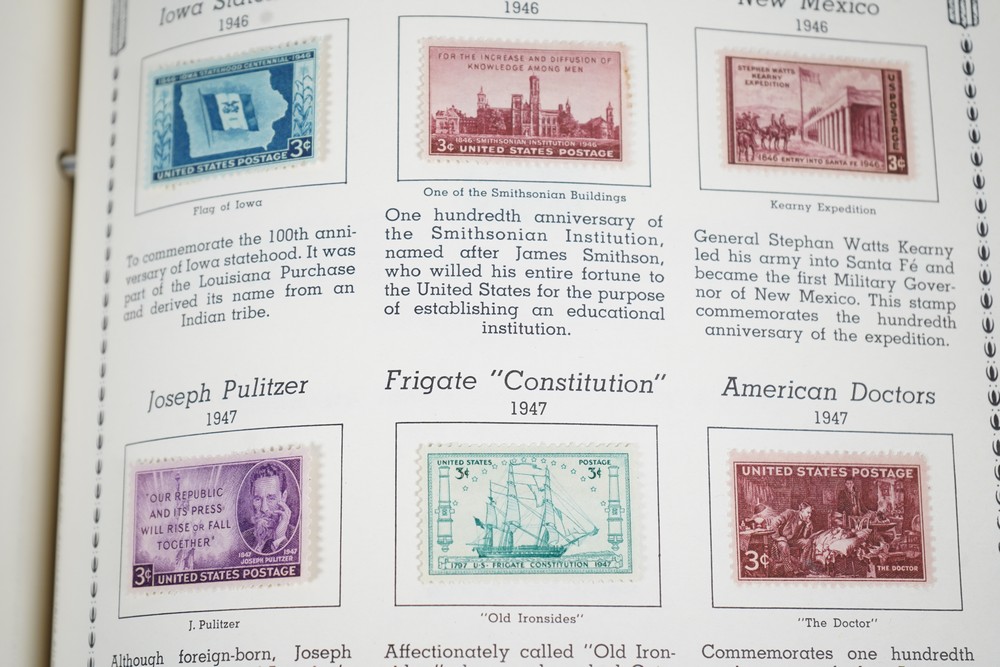 Iowa
1946
1846·IOWA STATEHOOD CENTENNIAL·1946
UNITED STATES POSTAGE 3¢
Flag of Iowa
To commemorate the 100th anni-
versary of Iowa statehood. It was
part of the Louisiana Purchase
and derived its name from an
Indian tribe.
1946
FOR THE INCREASE AND DIFFUSION OF
KNOWLEDGE AMONG MEN
1846·SMITHSONIAN INSTITUTION·1946
3¢ UNITED STATES POSTAGE
One of the Smithsonian Buildings
One hundredth anniversary of
the Smithsonian Institution,
named after James Smithson,
who willed his entire fortune to
the United States for the purpose
of establishing an educational
institution.
New Mexico
1946
STEPHEN WATTS
KEARNY
EXPEDITION
U.S. POSTAGE
3¢
1846 ENTRY INTO SANTA FE 1946
Kearny Expedition
General Stephan Watts Kearny
led his army into Santa Fé and
became the first Military Gover-
nor of New Mexico. This stamp
commemorates the hundredth
anniversary of the expedition.
Joseph Pulitzer
1947
"OUR REPUBLIC
AND ITS PRESS
WILL RISE OR FALL
TOGETHER"
1847 1947
JOSEPH PULITZER
3¢ UNITED STATES POSTAGE
J. Pulitzer
Although foreign-born, Joseph
Frigate "Constitution"
1947
UNITED STATES POSTAGE
3¢ 3¢
1797 U·S· FRIGATE CONSTITUTION 1947
"Old Ironsides"
Affectionately called "Old Iron-
American Doctors
1947
UNITED STATES POSTAGE
3¢
THE DOCTOR
"The Doctor"
Commemorates one hundredth